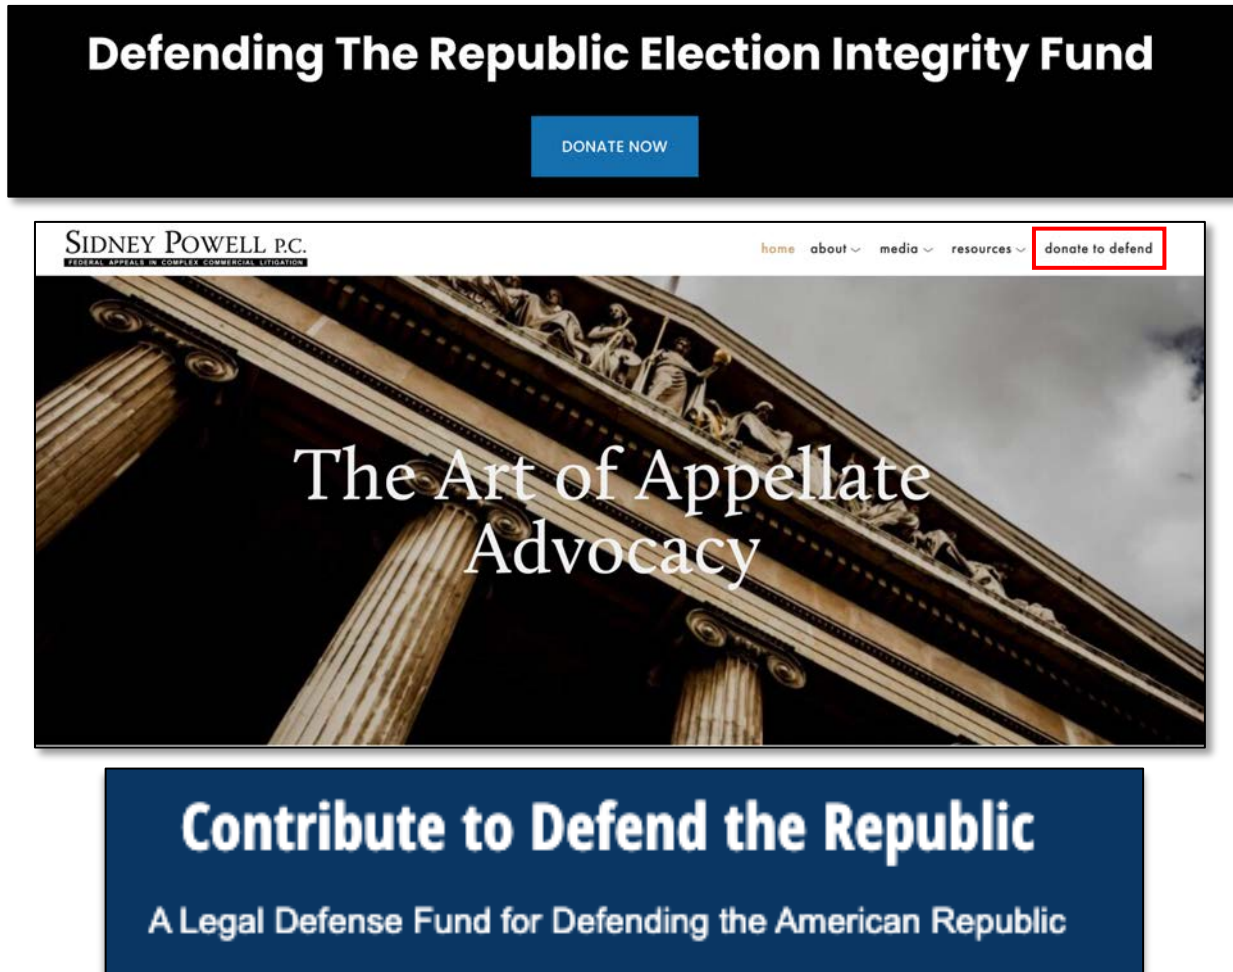 Defending The Republic Election Integrity Fund
DONATE NOW
SIDNEY POWELL P.C.
FEDERAL APPEALS IN COMPLEX COMMERCIAL LITIGATION
home about media resources donate to defend
The Art of Appellate
Advocacy
Contribute to Defend the Republic
A Legal Defense Fund for Defending the American Republic